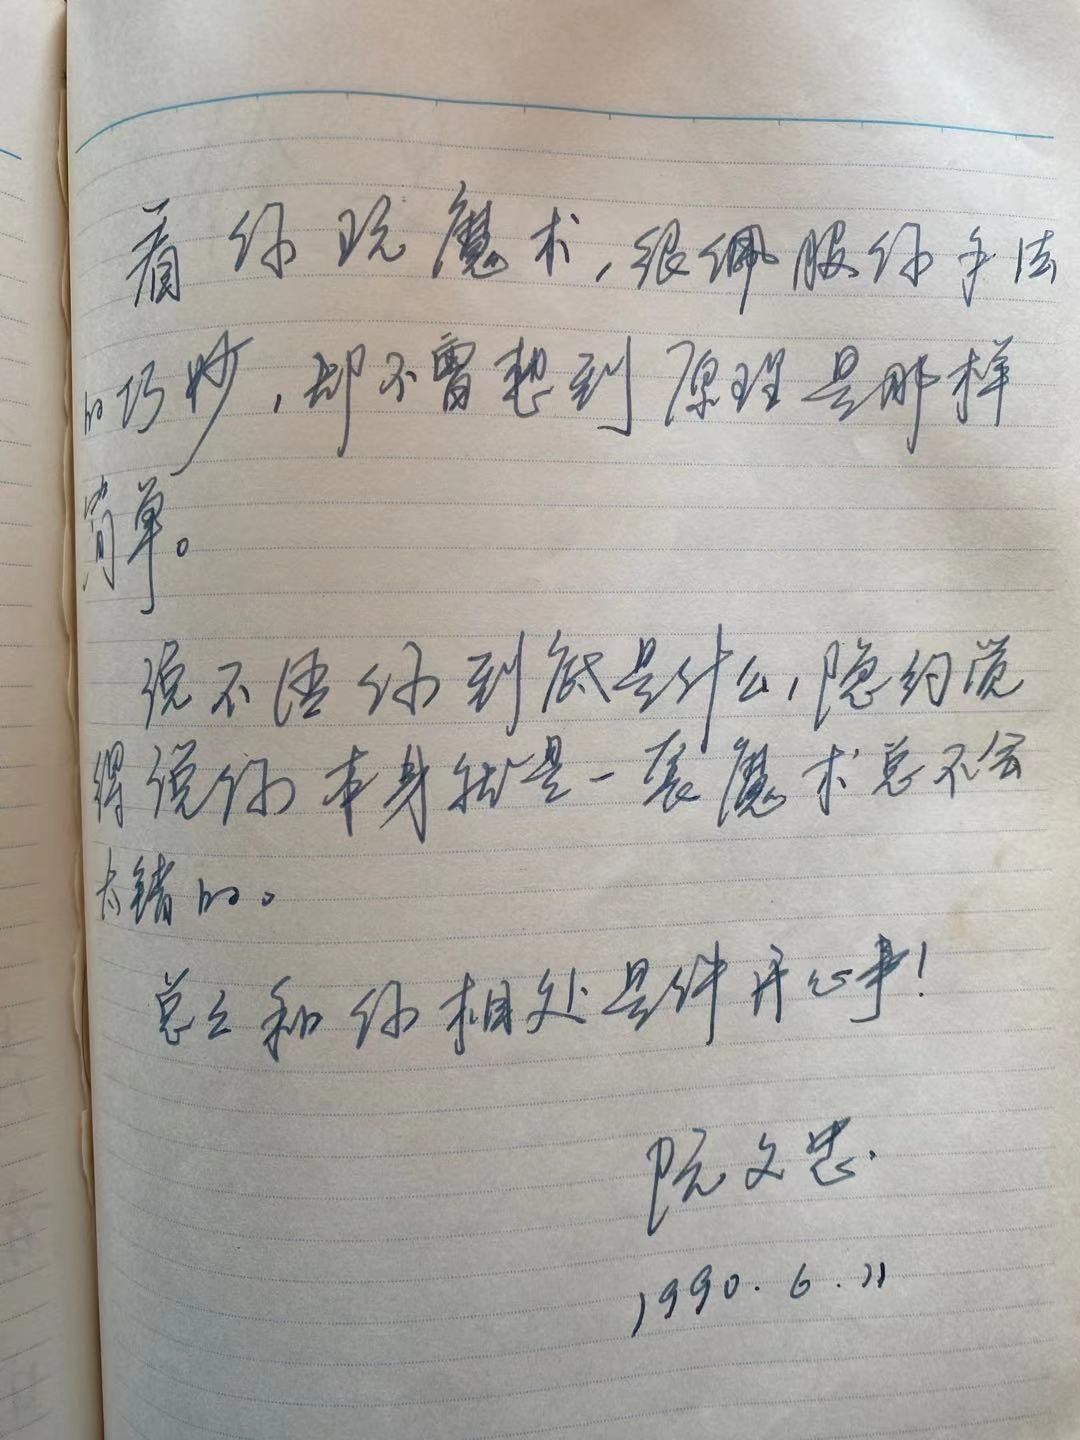 看你玩魔术，很佩服你手法
的巧妙，却不曾想到原理是那样
简单。
说不清你到底是什么，隐约觉
得说你本身就是一套魔术总不会
太错的。
总之和你相处是件开心事！
阮文忠.
1990.6.21